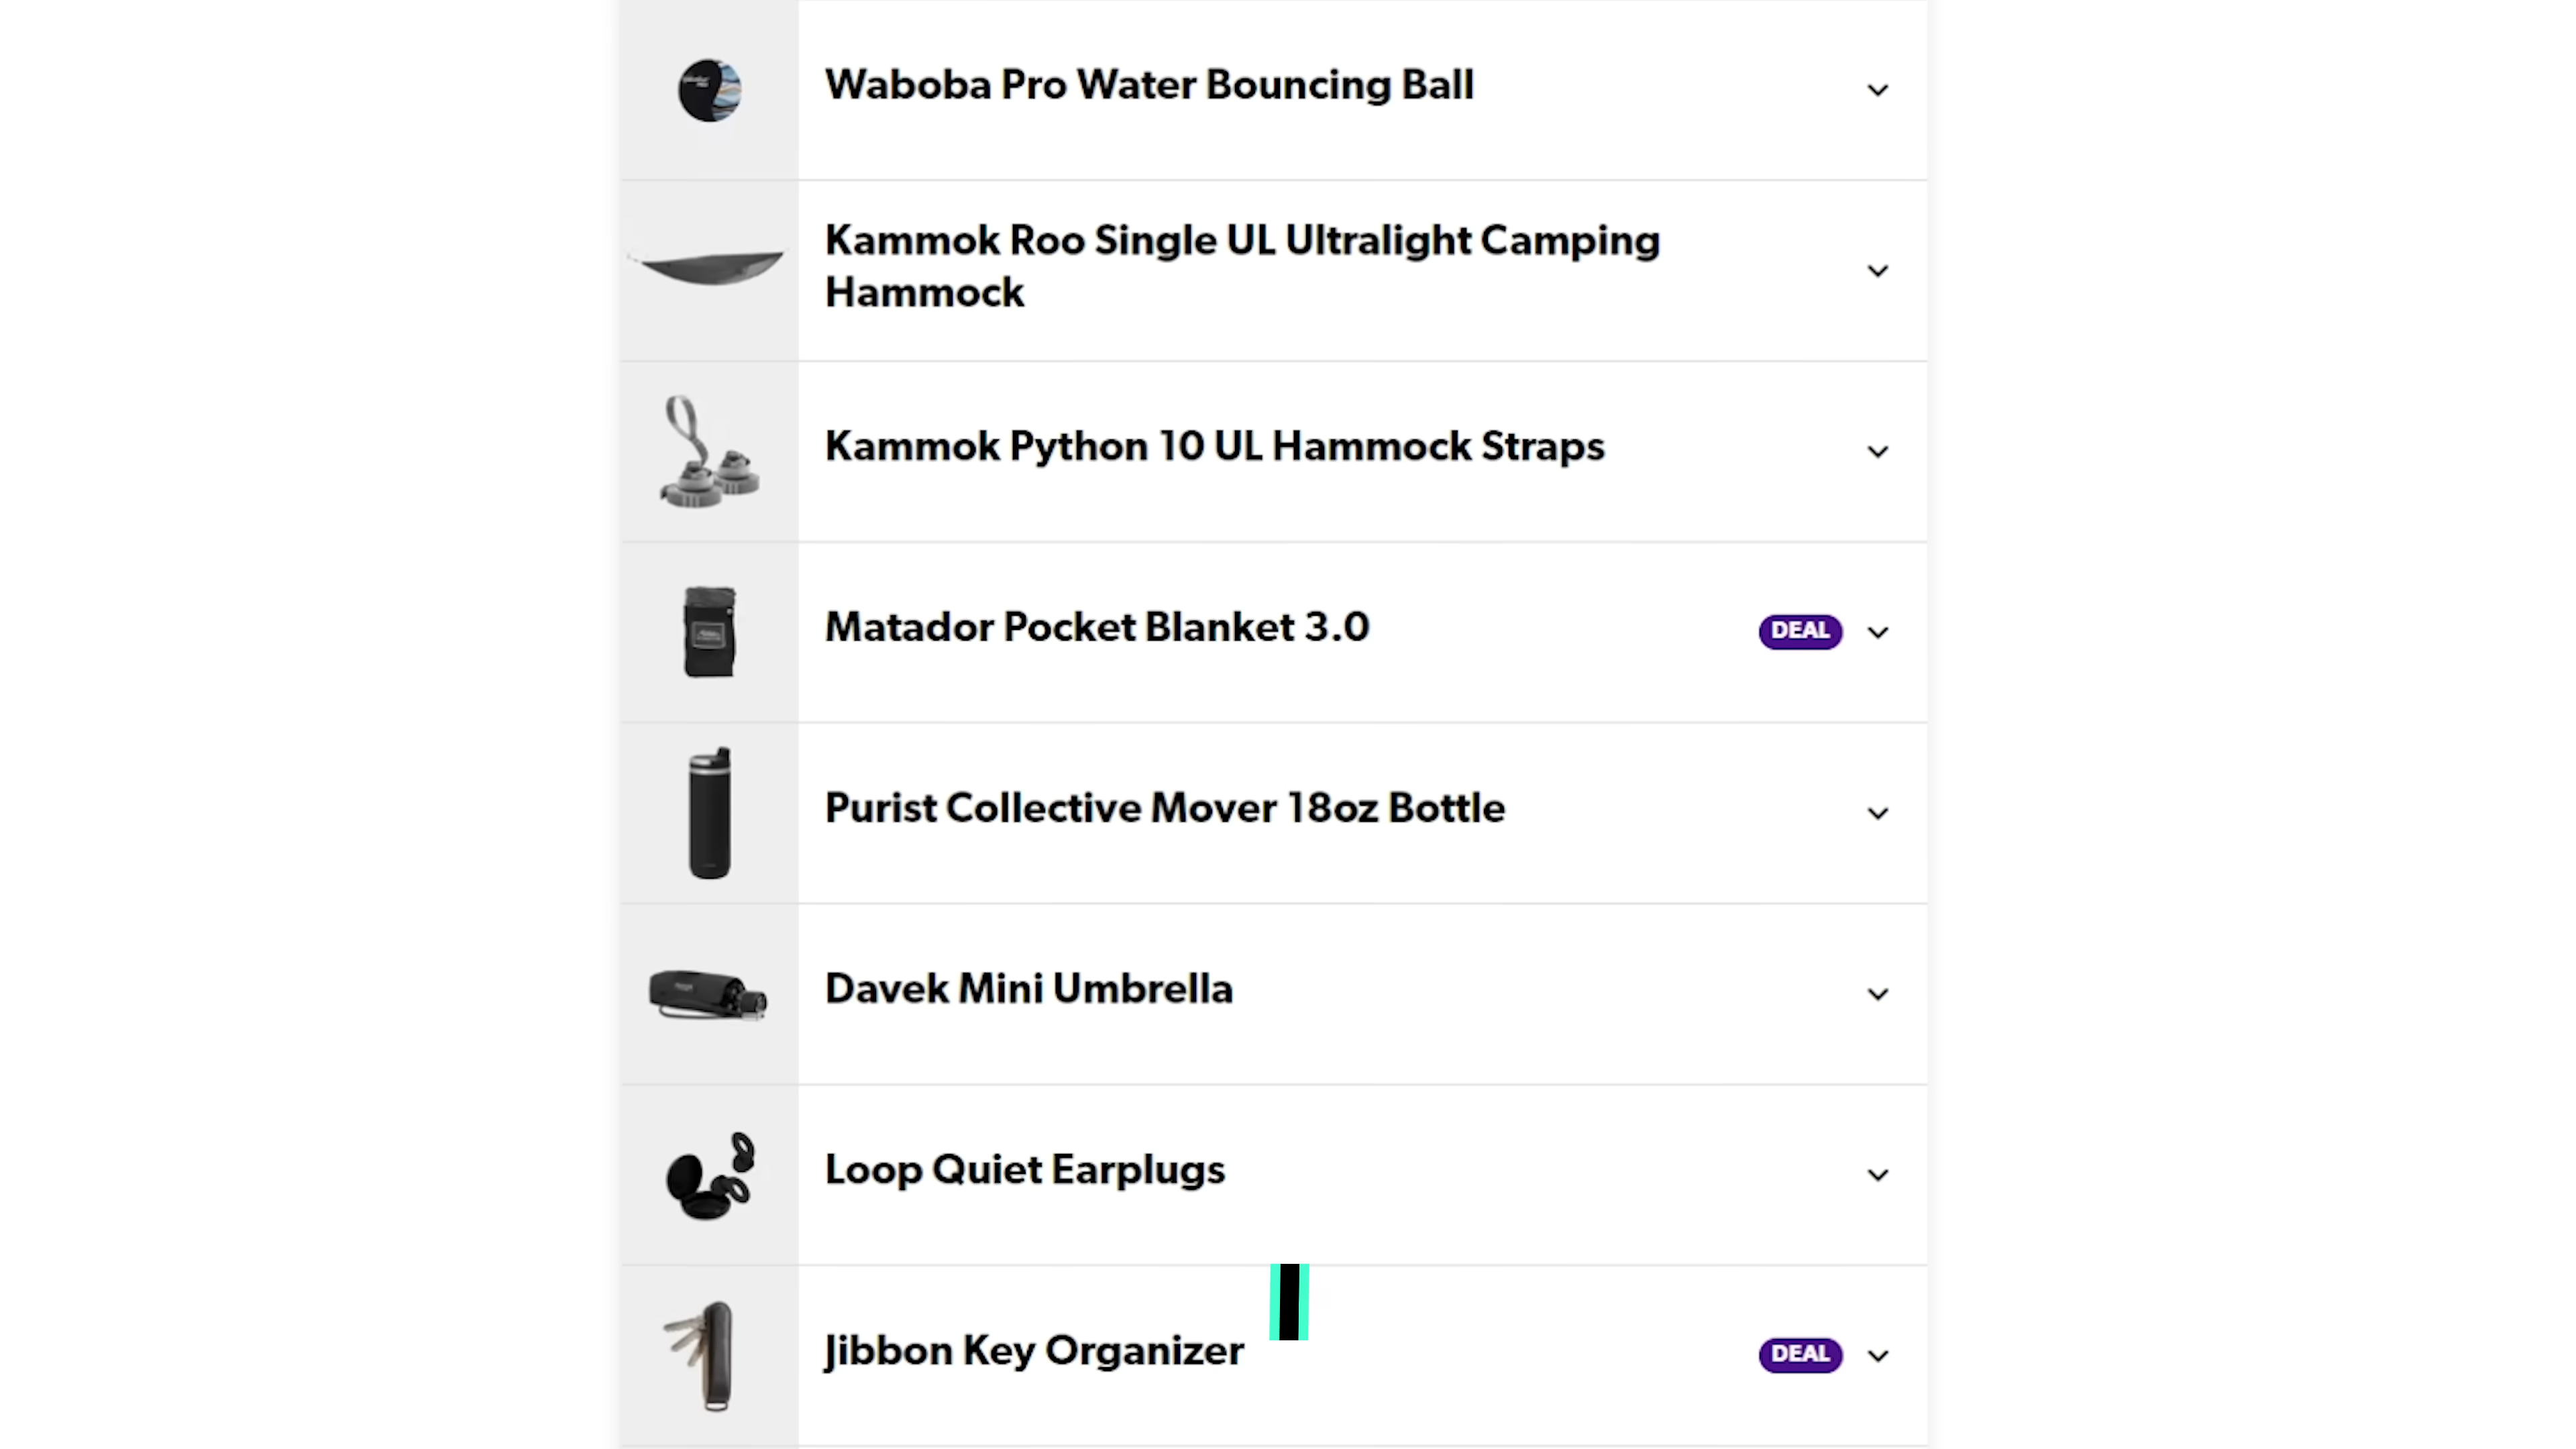 Waboba Pro Water Bouncing Ball
Kammok Roo Single UL Ultralight Camping
Hammock
Kammok Python 10 UL Hammock Straps
Matador Pocket Blanket 3.0
DEAL
Purist Collective Mover 18oz Bottle
Davek Mini Umbrella
Loop Quiet Earplugs
I
Jibbon Key Organizer
DEAL